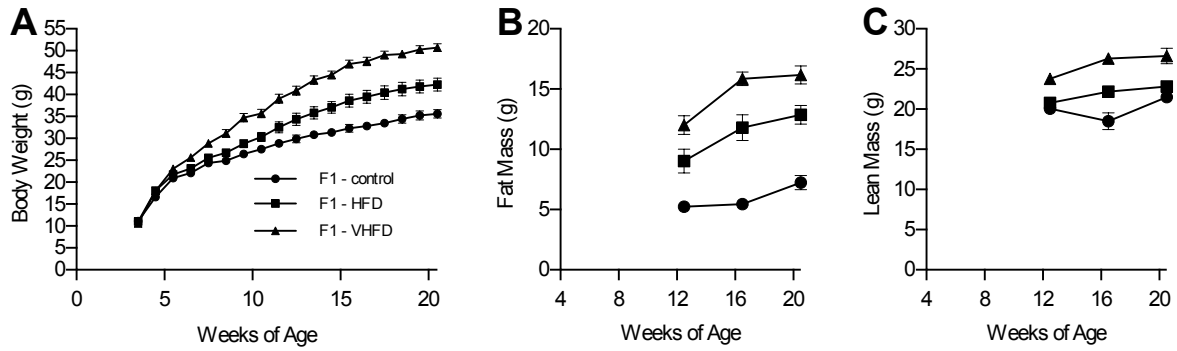 A
Body Weight (g)
55
50
45
40
35
30
25
20
15
10
5
0
0 5 10 15 20
Weeks of Age
F1 - control
F1 - HFD
F1 - VHFD
B
Fat Mass (g)
20
15
10
5
0
4 8 12 16 20
Weeks of Age
C
Lean Mass (g)
30
25
20
15
10
5
0
4 8 12 16 20
Weeks of Age